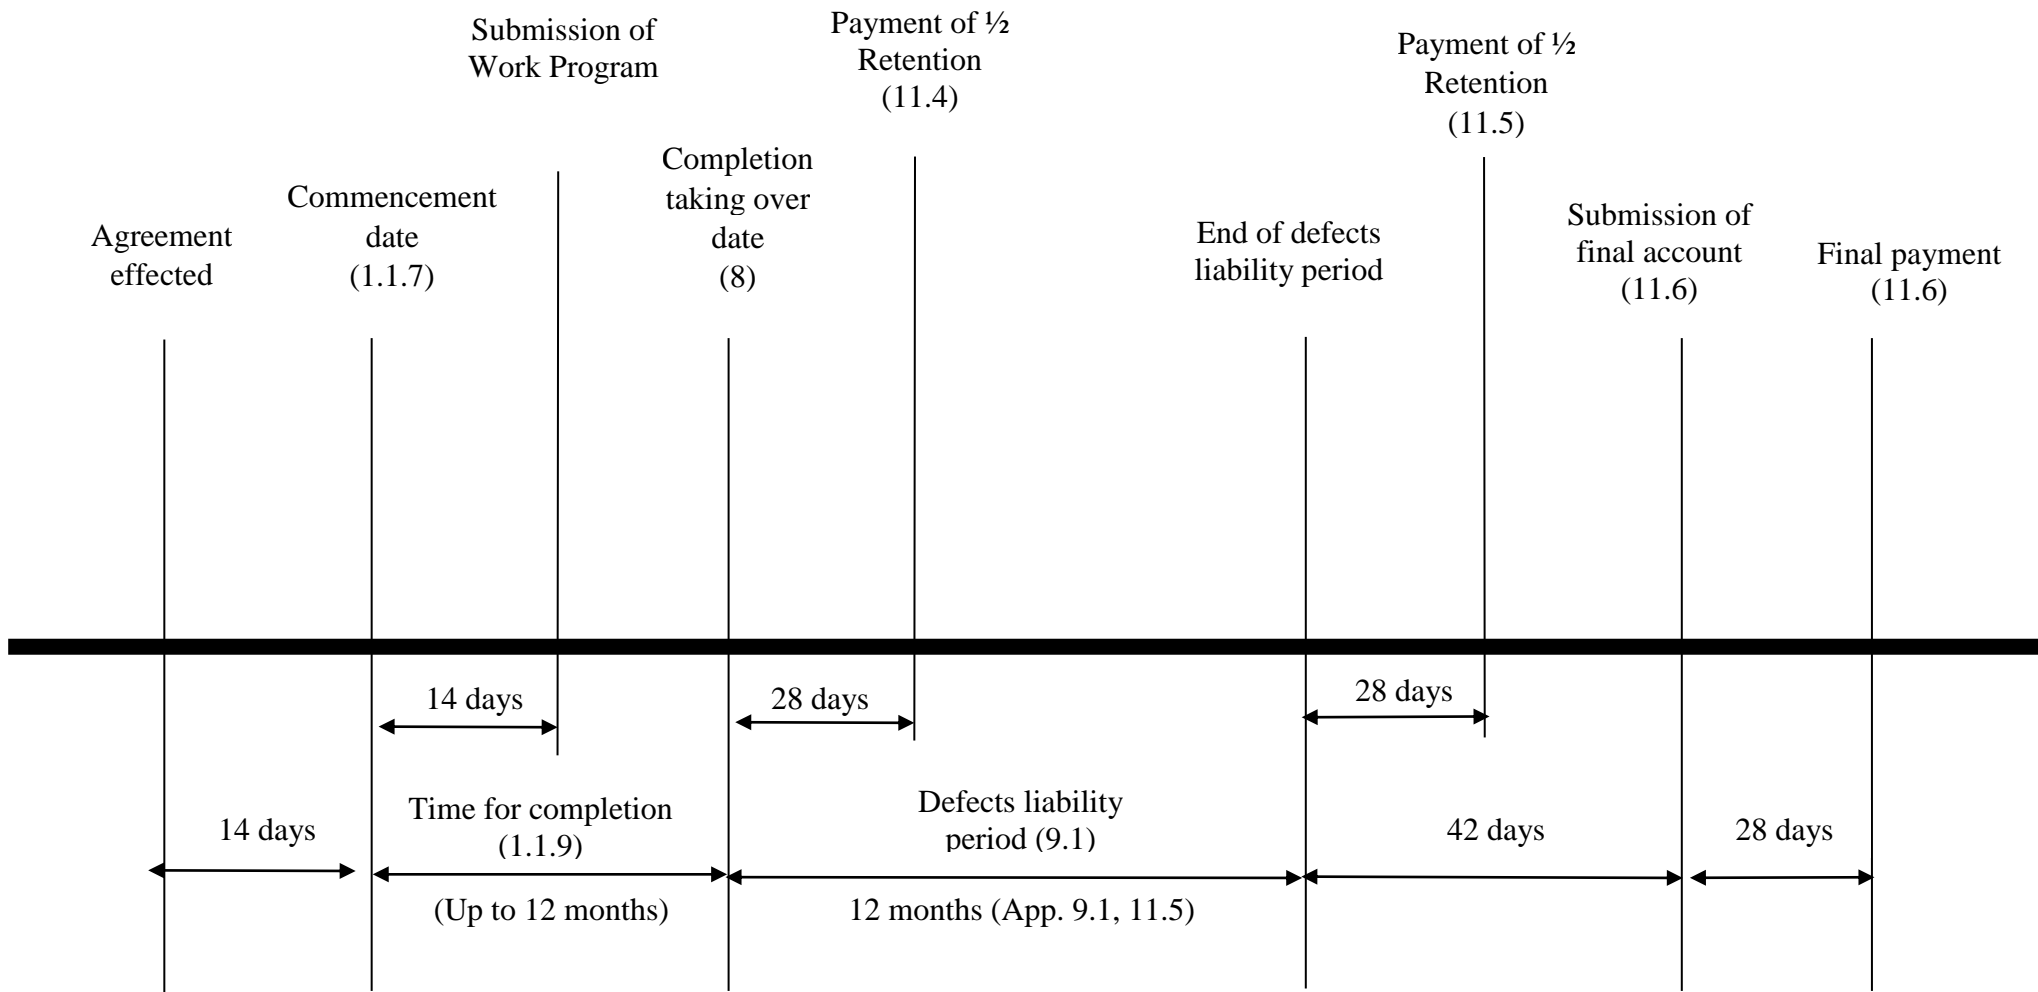 Submission of
Work Program
Payment of ½
Retention
(11.4)
Payment of ½
Retention
(11.5)
Agreement
effected
Commencement
date
(1.1.7)
Completion
taking over
date
(8)
End of defects
liability period
Submission of
final account
(11.6)
Final payment
(11.6)
14 days
28 days
28 days
14 days
Time for completion
(1.1.9)
(Up to 12 months)
Defects liability
period (9.1)
12 months (App. 9.1, 11.5)
42 days
28 days